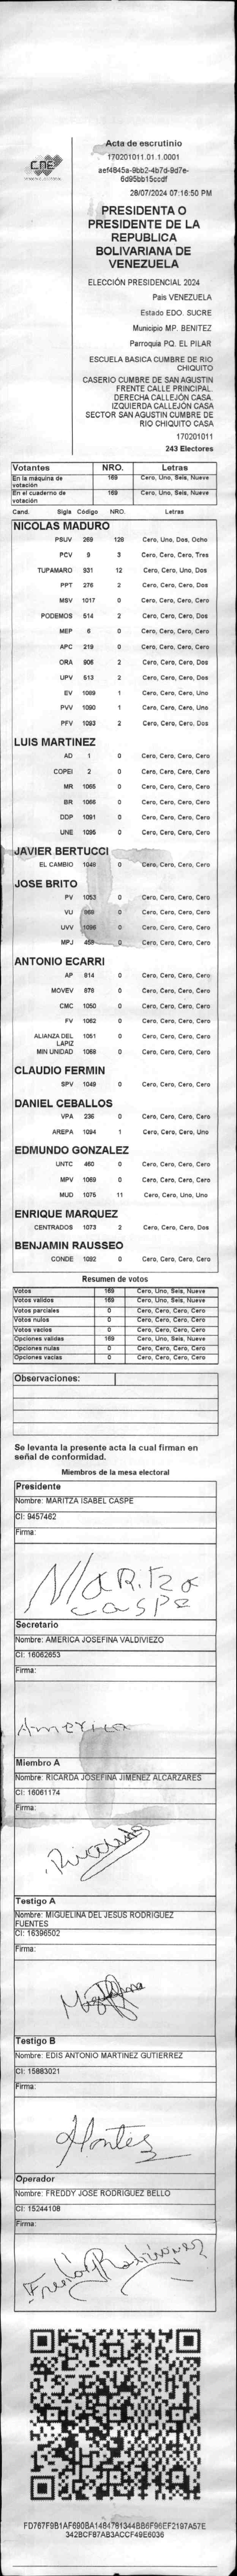 CNE
Acta de escrutinio
170201011.01.1.0001
aef4845a-9bb2-4b7d-9d7e-
6d95bb15ccdf
28/07/2024 07:16:50 PM
PRESIDENTA O
PRESIDENTE DE LA
REPUBLICA
BOLIVARIANA DE
VENEZUELA
ELECCIÓN PRESIDENCIAL 2024
Pais VENEZUELA
Estado EDO. SUCRE
Municipio MP. BENITEZ
Parroquia PQ. EL PILAR
ESCUELA BASICA CUMBRE DE RIO
CHIQUITO
CASERIO CUMBRE DE SAN AGUSTIN
FRENTE CALLE PRINCIPAL.
DERECHA CALLEJÓN CASA.
IZQUIERDA CALLEJÓN CASA
SECTOR SAN AGUSTIN CUMBRE DE
RIO CHIQUITO CASA
170201011
243 Electores
Votantes NRO. Letras
En la máquina de votación 169 Cero, Uno, Seis, Nueve
En el cuaderno de votación 169 Cero, Uno, Seis, Nueve
Cand. Sigla Código NRO. Letras
NICOLAS MADURO
PSUV 269 128 Cero, Uno, Dos, Ocho
PCV 9 3 Cero, Cero, Cero, Tres
TUPAMARO 931 12 Cero, Cero, Uno, Dos
PPT 276 2 Cero, Cero, Cero, Dos
MSV 1017 0 Cero, Cero, Cero, Cero
PODEMOS 514 2 Cero, Cero, Cero, Dos
MEP 6 0 Cero, Cero, Cero, Cero
APC 219 0 Cero, Cero, Cero, Cero
ORA 906 2 Cero, Cero, Cero, Dos
UPV 613 2 Cero, Cero, Cero, Dos
EV 1089 1 Cero, Cero, Cero, Uno
PVV 1090 1 Cero, Cero, Cero, Uno
PFV 1093 2 Cero, Cero, Cero, Dos
LUIS MARTINEZ
AD 1 0 Cero, Cero, Cero, Cero
COPEI 2 0 Cero, Cero, Cero, Cero
MR 1065 0 Cero, Cero, Cero, Cero
BR 1066 0 Cero, Cero, Cero, Cero
DDP 1091 0 Cero, Cero, Cero, Cero
UNE 1095 0 Cero, Cero, Cero, Cero
JAVIER BERTUCCI
EL CAMBIO 1048 0 Cero, Cero, Cero, Cero
JOSE BRITO
PV 1053 0 Cero, Cero, Cero, Cero
VU 868 0 Cero, Cero, Cero, Cero
UVV 1096 0 Cero, Cero, Cero, Cero
MPJ 458 0 Cero, Cero, Cero, Cero
ANTONIO ECARRI
AP 814 0 Cero, Cero, Cero, Cero
MOVEV 878 0 Cero, Cero, Cero, Cero
CMC 1050 0 Cero, Cero, Cero, Cero
FV 1062 0 Cero, Cero, Cero, Cero
ALIANZA DEL LAPIZ 1051 0 Cero, Cero, Cero, Cero
MIN UNIDAD 1068 0 Cero, Cero, Cero, Cero
CLAUDIO FERMIN
SPV 1049 0 Cero, Cero, Cero, Cero
DANIEL CEBALLOS
VPA 236 0 Cero, Cero, Cero, Cero
AREPA 1094 1 Cero, Cero, Cero, Uno
EDMUNDO GONZALEZ
UNTC 460 0 Cero, Cero, Cero, Cero
MPV 1069 0 Cero, Cero, Cero, Cero
MUD 1075 11 Cero, Cero, Uno, Uno
ENRIQUE MARQUEZ
CENTRADOS 1073 2 Cero, Cero, Cero, Dos
BENJAMIN RAUSSEO
CONDE 1092 0 Cero, Cero, Cero, Cero
Resumen de votos
Votos 169 Cero, Uno, Seis, Nueve
Votos validos 169 Cero, Uno, Seis, Nueve
Votos parciales 0 Cero, Cero, Cero, Cero
Votos nulos 0 Cero, Cero, Cero, Cero
Votos vacios 0 Cero, Cero, Cero, Cero
Opciones validas 169 Cero, Uno, Seis, Nueve
Opciones nulas 0 Cero, Cero, Cero, Cero
Opciones vacias 0 Cero, Cero, Cero, Cero
Observaciones:
Se levanta la presente acta la cual firman en
señal de conformidad.
Miembros de la mesa electoral
Presidente
Nombre: MARITZA ISABEL CASPE
CI: 9457462
Firma:
Maritza
caspe
Secretario
Nombre: AMERICA JOSEFINA VALDIVIEZO
CI: 16062653
Firma:
America
Miembro A
Nombre: RICARDA JOSEFINA JIMENEZ ALCARZARES
CI: 16061174
Firma:
Ricarda
Testigo A
Nombre: MIGUELINA DEL JESUS RODRIGUEZ
FUENTES
CI: 16396502
Firma:
Testigo B
Nombre: EDIS ANTONIO MARTINEZ GUTIERREZ
CI: 15883021
Firma:
Operador
Nombre: FREDDY JOSE RODRIGUEZ BELLO
CI: 15244108
Firma:
Freddy Rodriguez
FD767F9B1AF690BA1484761344BB6F96EF2197A57E
342BCF87AB3ACCF49E6036